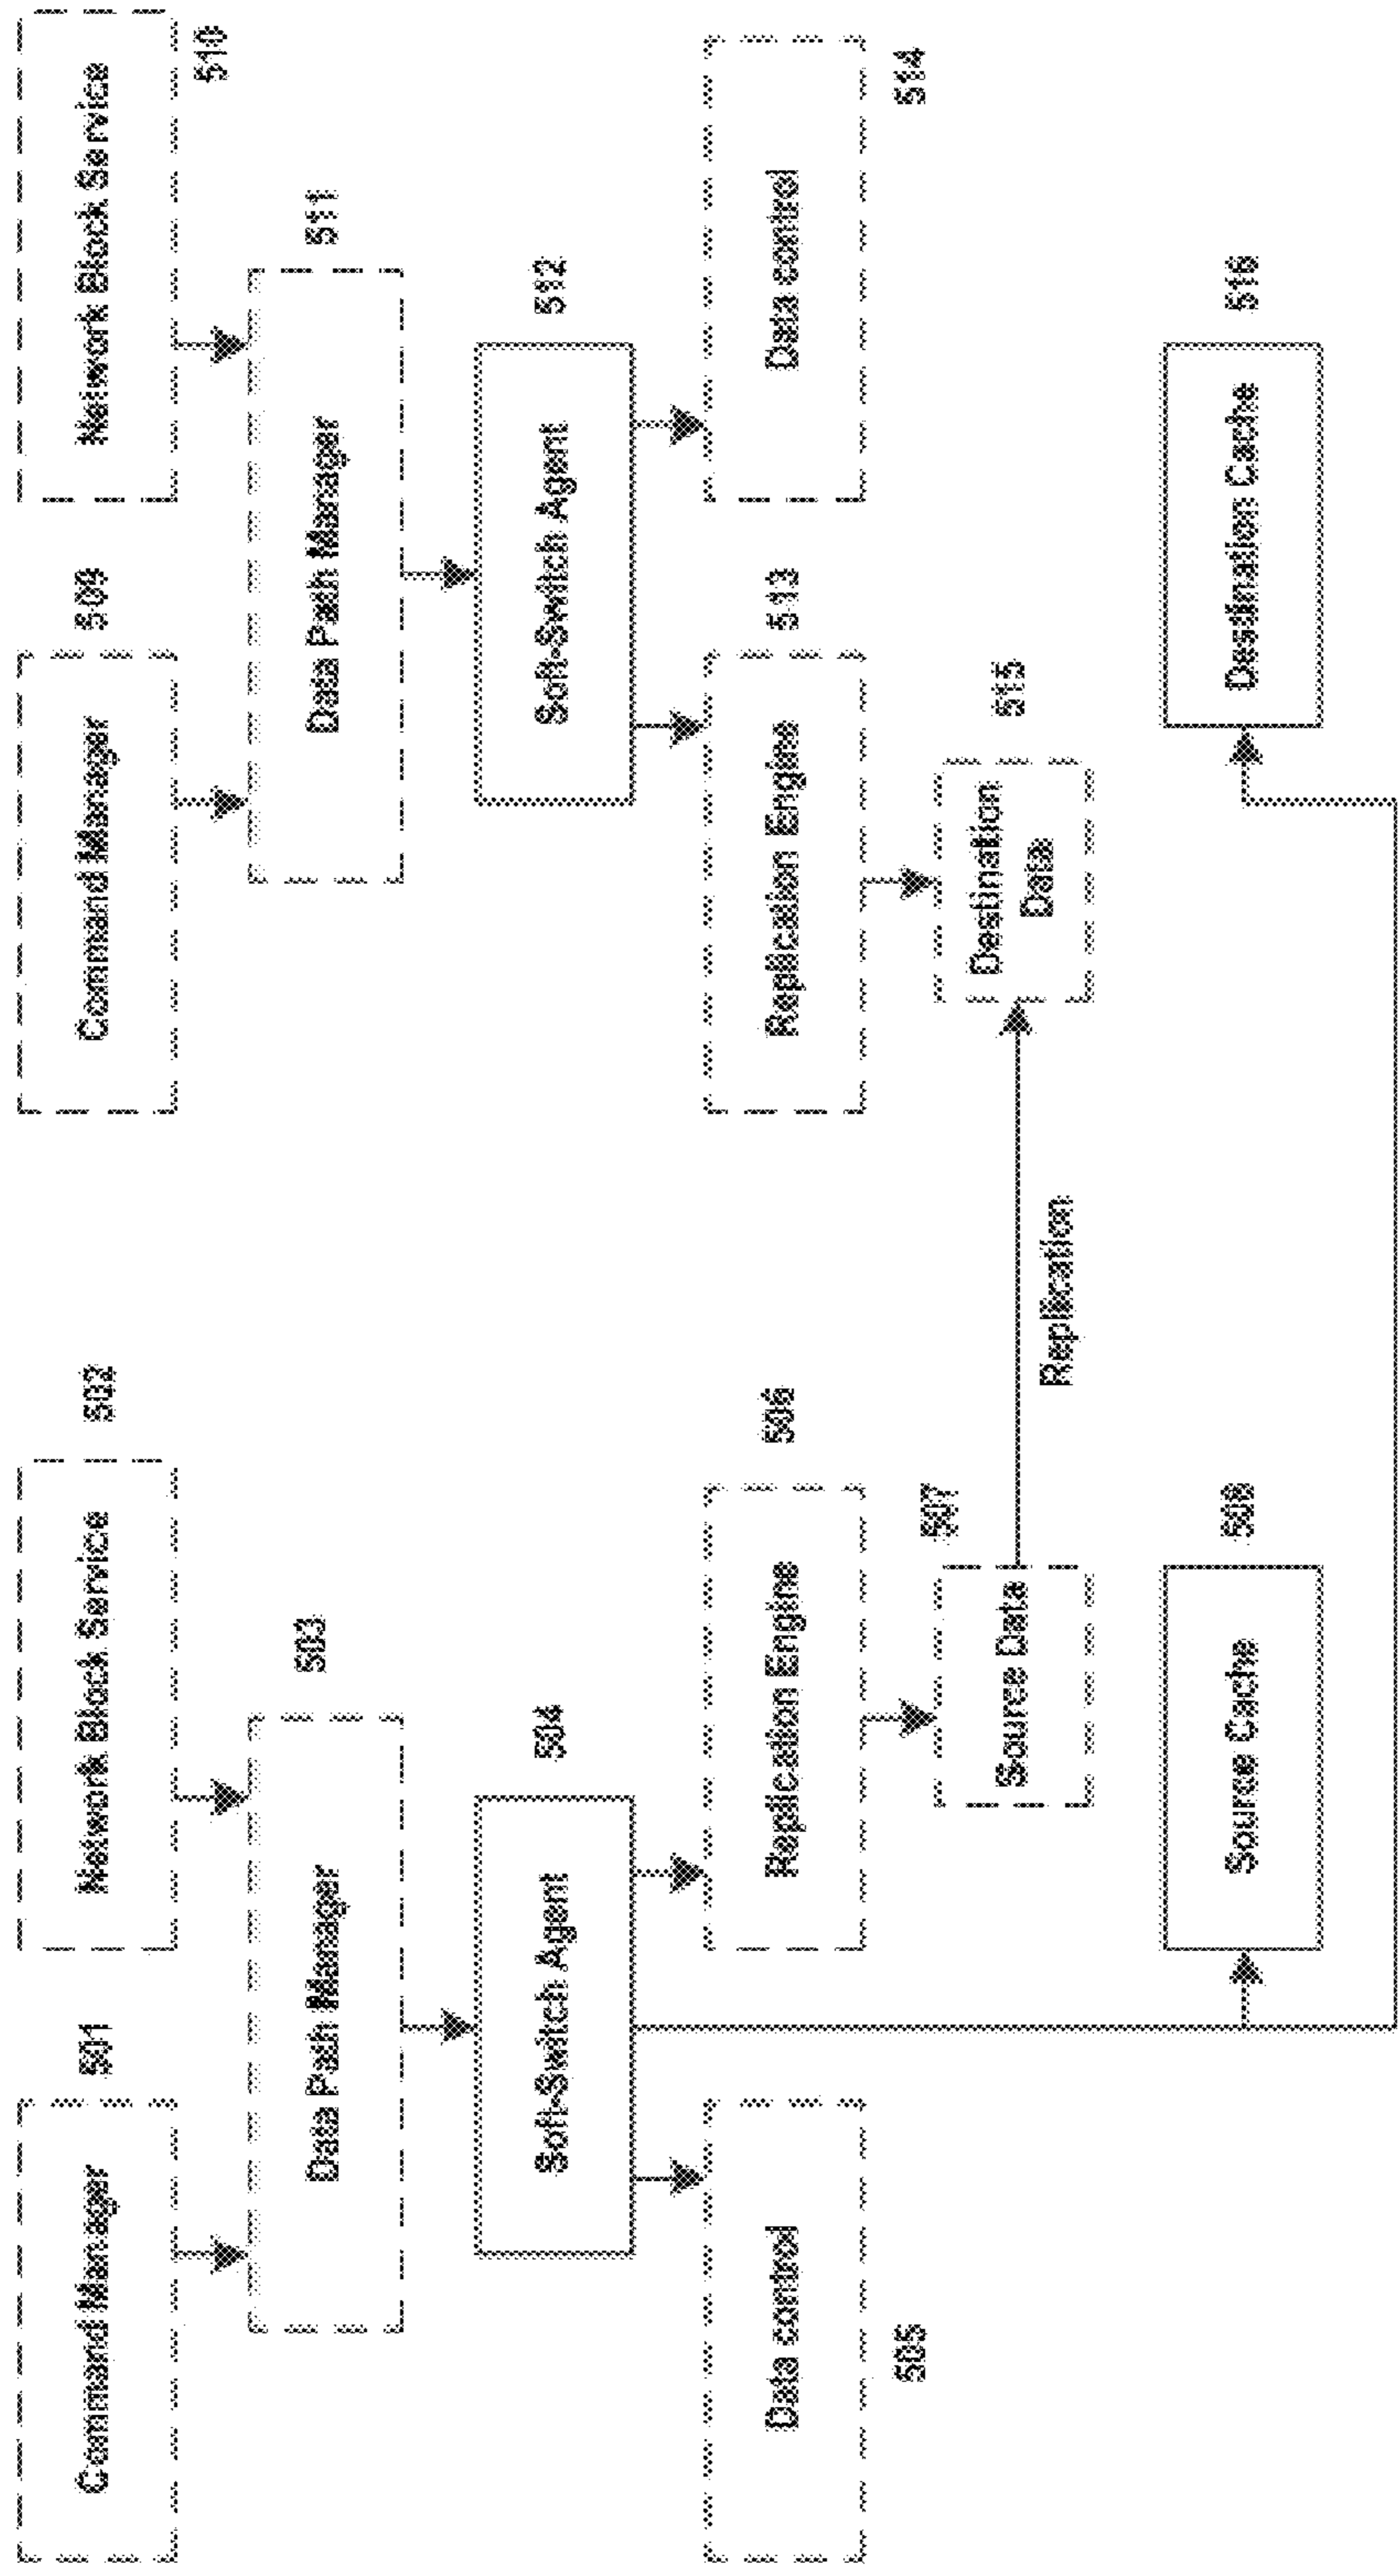 Command Manager
501
Network Block Service
502
Data Path Manager
503
Soft-Switch Agent
504
Data control
505
Replication Engine
506
Source Data
507
Source Cache
508
Replication
Command Manager
509
Network Block Service
510
Data Path Manager
511
Soft-Switch Agent
512
Replication Engine
513
Data control
514
Destination
Data
515
Destination Cache
516